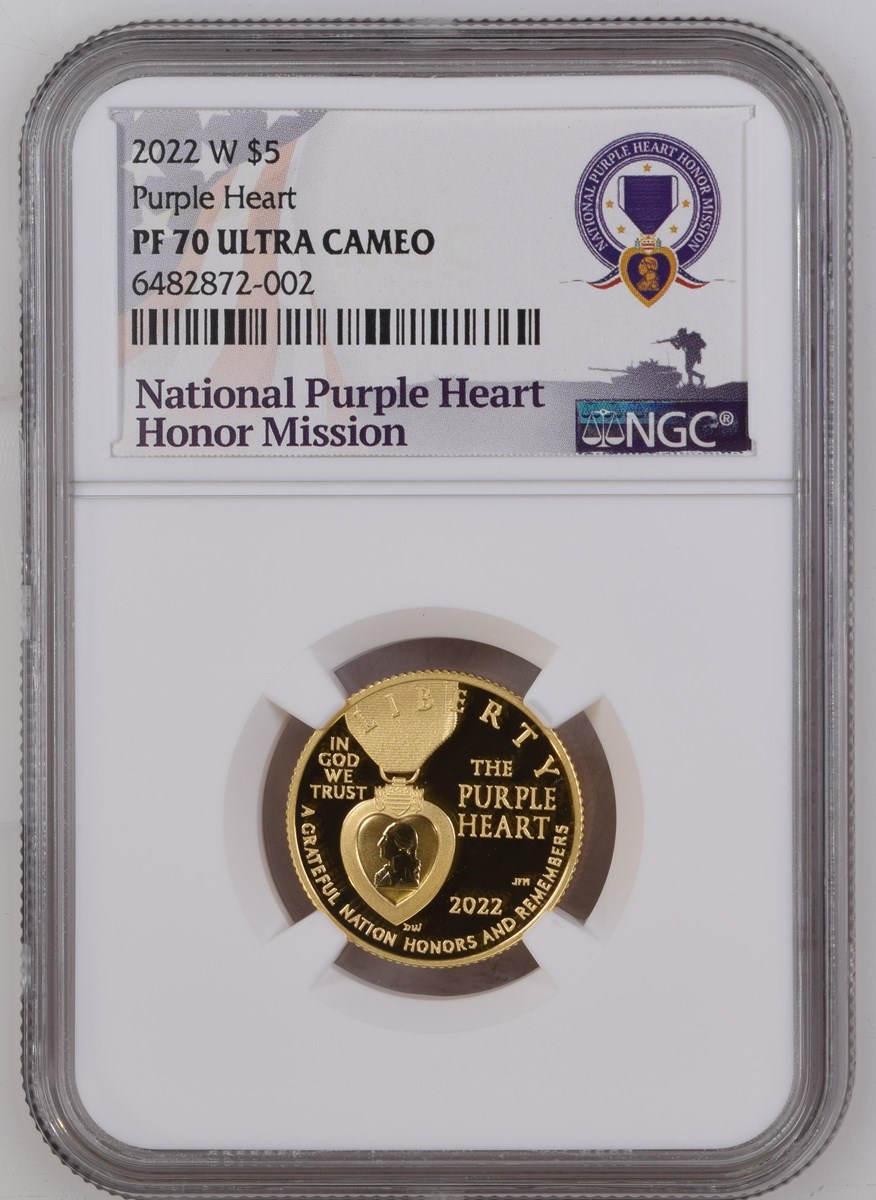 2022 W $5
Purple Heart
PF 70 ULTRA CAMEO
6482872-002
National Purple Heart
Honor Mission
NATIONAL PURPLE HEART HONOR MISSION
NGC®
LIBERTY
IN
GOD
WE
TRUST
THE
PURPLE
HEART
JFM
2022
DW
A GRATEFUL NATION HONORS AND REMEMBERS